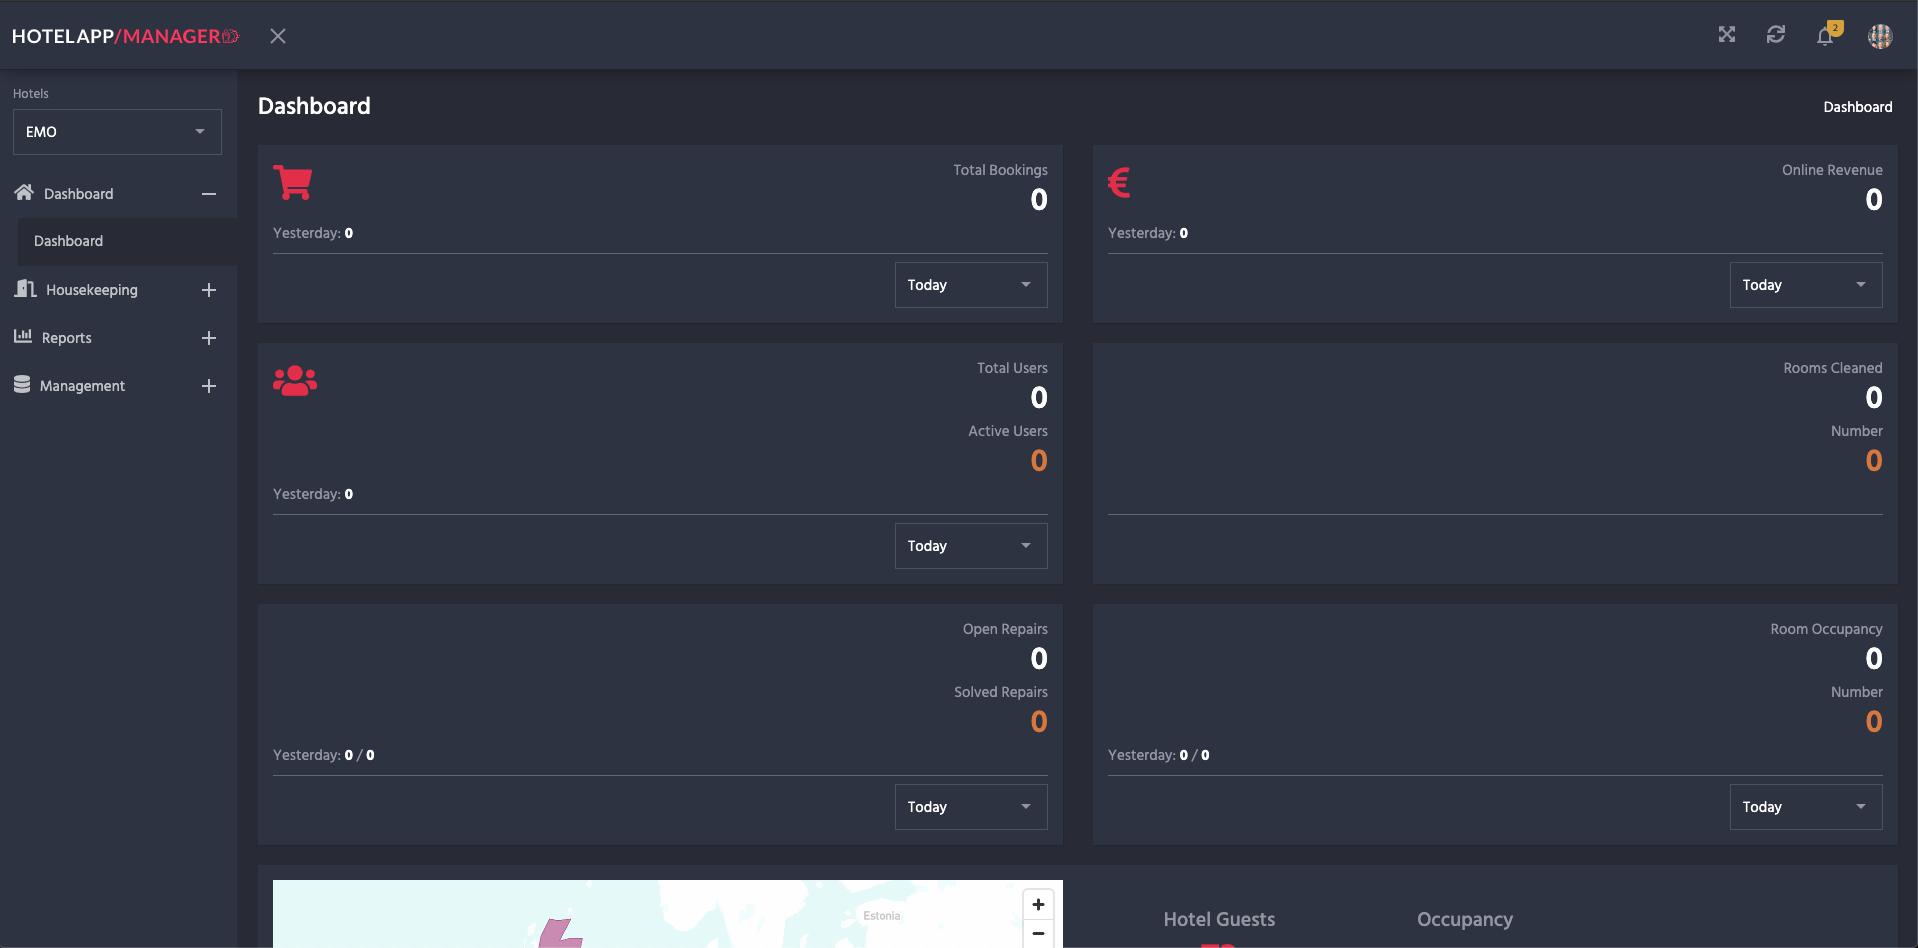 HOTELAPP/MANAGER
2
Hotels
EMO
Dashboard
Dashboard
Housekeeping
Reports
Management
Dashboard
Dashboard
Total Bookings
0
Yesterday: 0
Today
Online Revenue
0
Yesterday: 0
Today
Total Users
0
Active Users
0
Yesterday: 0
Today
Rooms Cleaned
0
Number
0
Open Repairs
0
Solved Repairs
0
Yesterday: 0 / 0
Today
Room Occupancy
0
Number
0
Yesterday: 0 / 0
Today
Estonia
+
−
Hotel Guests
Occupancy